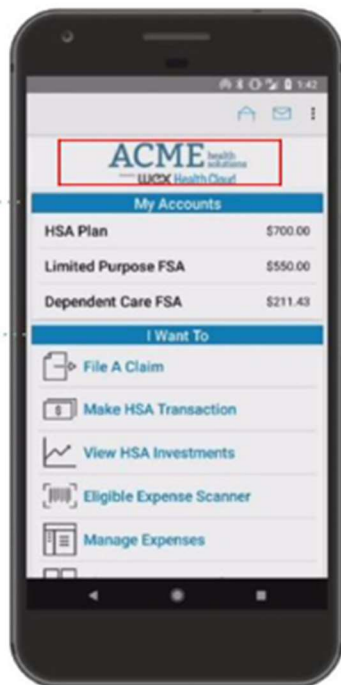 1:42
ACME health solutions
WEX Health Cloud
My Accounts
HSA Plan $700.00
Limited Purpose FSA $550.00
Dependent Care FSA $211.43
I Want To
File A Claim
Make HSA Transaction
View HSA Investments
Eligible Expense Scanner
Manage Expenses